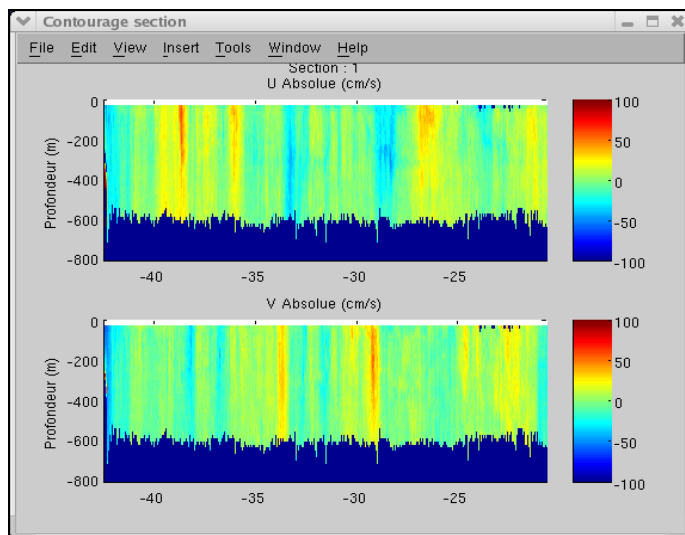 Contourage section
File Edit View Insert Tools Window Help
Section : 1
U Absolue (cm/s)
Profondeur (m)
0
-200
-400
-600
-800
-40 -35 -30 -25
100
50
0
-50
-100
V Absolue (cm/s)
Profondeur (m)
0
-200
-400
-600
-800
-40 -35 -30 -25
100
50
0
-50
-100